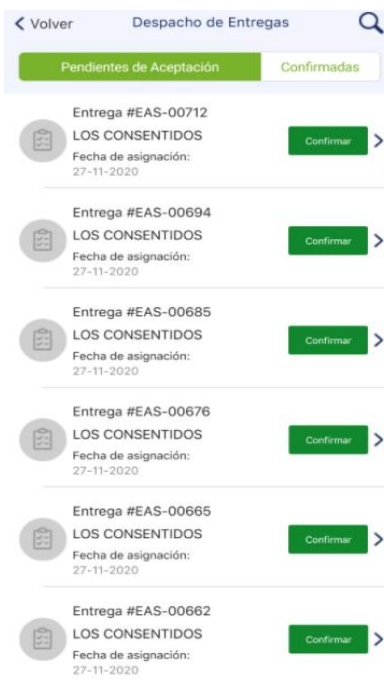 Volver Despacho de Entregas
Pendientes de Aceptación Confirmadas
Entrega #EAS-00712
LOS CONSENTIDOS
Confirmar
Fecha de asignación:
27-11-2020
Entrega #EAS-00694
LOS CONSENTIDOS
Confirmar
Fecha de asignación:
27-11-2020
Entrega #EAS-00685
LOS CONSENTIDOS
Confirmar
Fecha de asignación:
27-11-2020
Entrega #EAS-00676
LOS CONSENTIDOS
Confirmar
Fecha de asignación:
27-11-2020
Entrega #EAS-00665
LOS CONSENTIDOS
Confirmar
Fecha de asignación:
27-11-2020
Entrega #EAS-00662
LOS CONSENTIDOS
Confirmar
Fecha de asignación:
27-11-2020